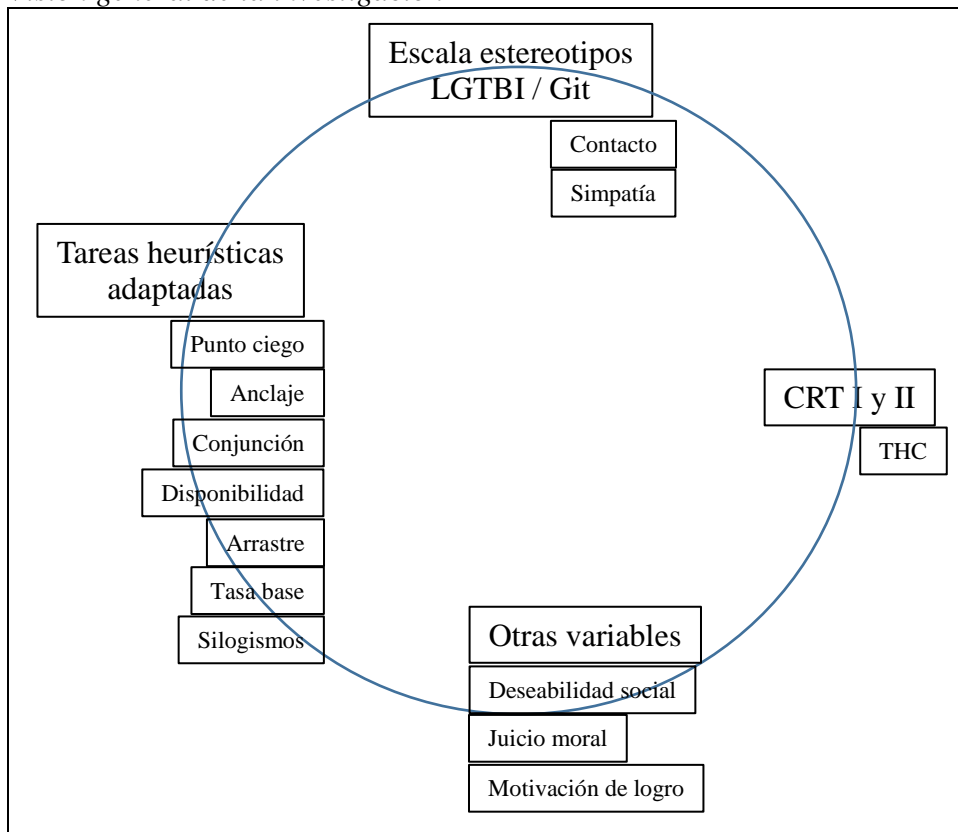 Escala estereotipos
LGTBI / Git
Contacto
Simpatía
Tareas heurísticas
adaptadas
Punto ciego
Anclaje
Conjunción
Disponibilidad
Arrastre
Tasa base
Silogismos
CRT I y II
THC
Otras variables
Deseabilidad social
Juicio moral
Motivación de logro